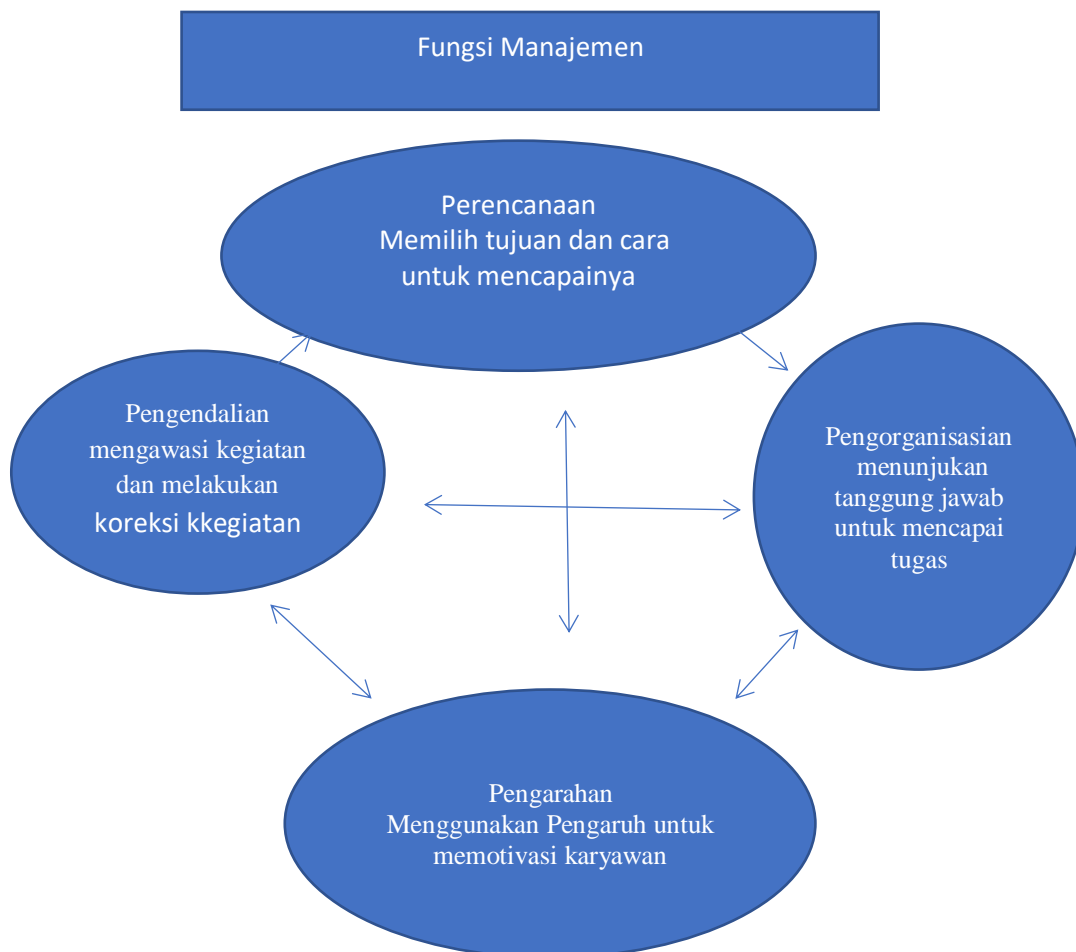 Fungsi Manajemen
Perencanaan
Memilih tujuan dan cara
untuk mencapainya
Pengendalian
mengawasi kegiatan
dan melakukan
koreksi kkegiatan
Pengorganisasian
menunjukan
tanggung jawab
untuk mencapai
tugas
Pengarahan
Menggunakan Pengaruh untuk
memotivasi karyawan